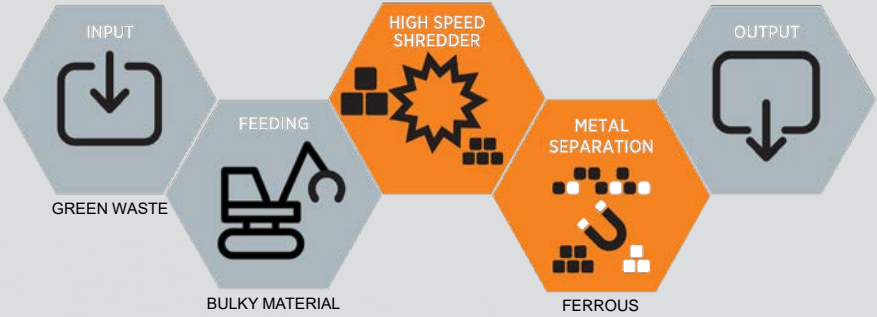 INPUT
GREEN WASTE
FEEDING
BULKY MATERIAL
HIGH SPEED
SHREDDER
METAL
SEPARATION
FERROUS
OUTPUT